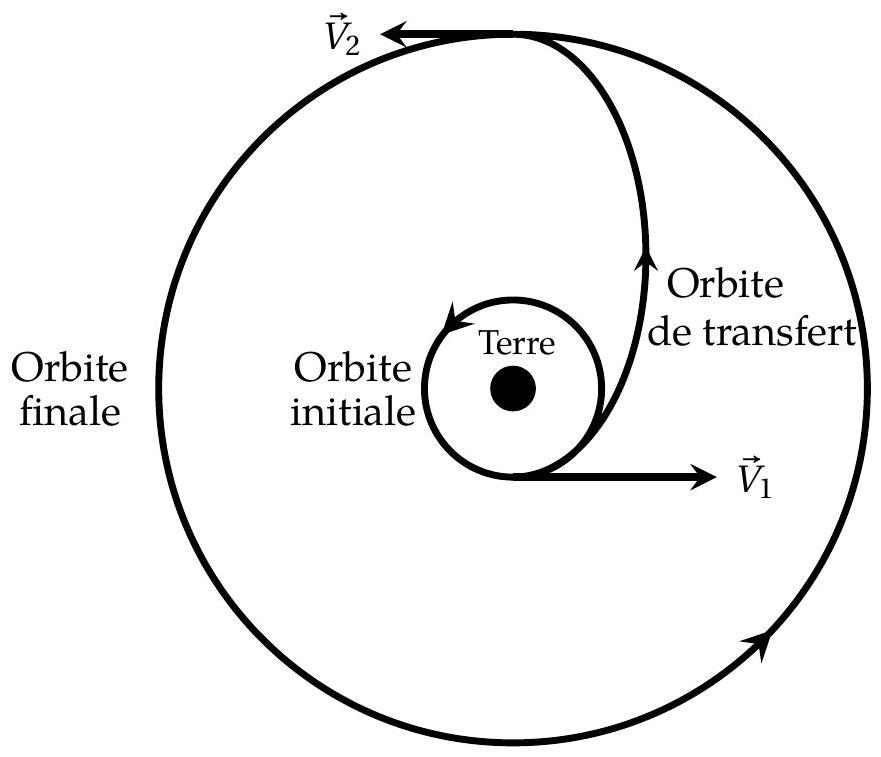 V⃗₂
Orbite
de transfert
Terre
Orbite
finale
Orbite
initiale
V⃗₁